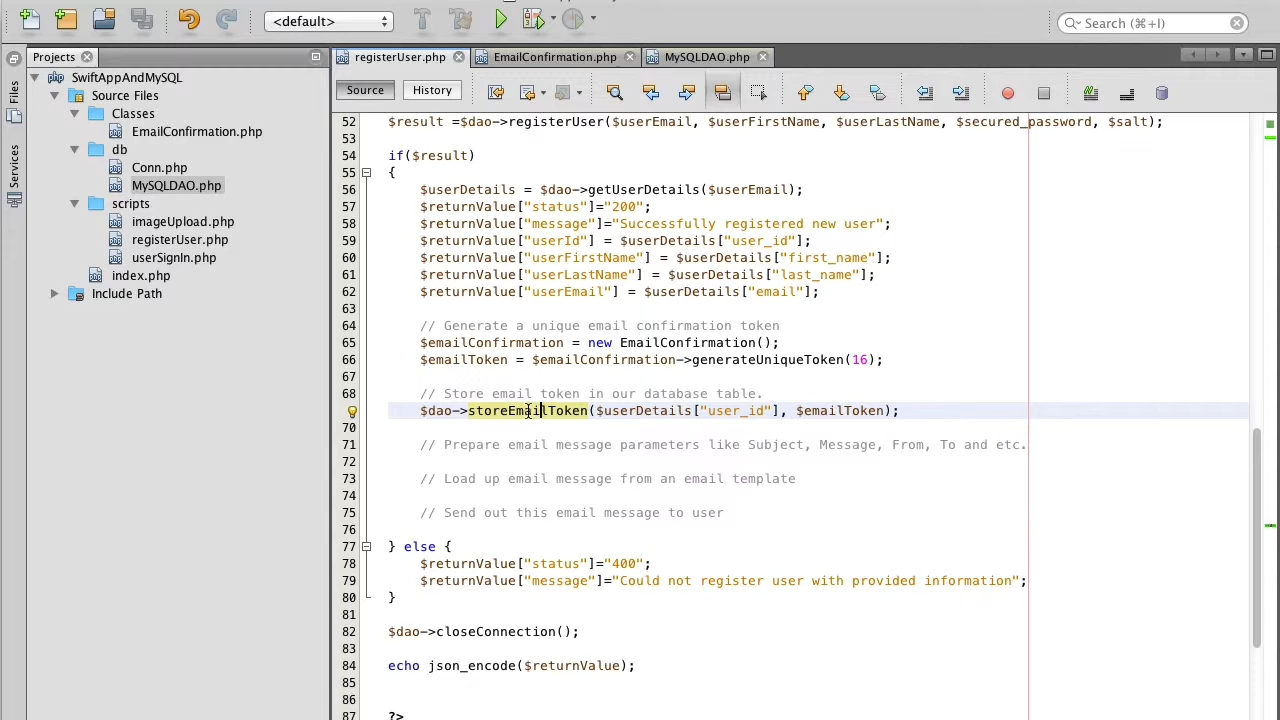 <default>
Search (⌘+I)
Projects
registerUser.php
EmailConfirmation.php
MySQLDAO.php
Files
Services
SwiftAppAndMySQL
Source Files
Classes
EmailConfirmation.php
db
Conn.php
MySQLDAO.php
scripts
imageUpload.php
registerUser.php
userSignIn.php
index.php
Include Path
Source
History
52 $result =$dao->registerUser($userEmail, $userFirstName, $userLastName, $secured_password, $salt);
53
54 if($result)
55 {
56 $userDetails = $dao->getUserDetails($userEmail);
57 $returnValue["status"]="200";
58 $returnValue["message"]="Successfully registered new user";
59 $returnValue["userId"] = $userDetails["user_id"];
60 $returnValue["userFirstName"] = $userDetails["first_name"];
61 $returnValue["userLastName"] = $userDetails["last_name"];
62 $returnValue["userEmail"] = $userDetails["email"];
63
64 // Generate a unique email confirmation token
65 $emailConfirmation = new EmailConfirmation();
66 $emailToken = $emailConfirmation->generateUniqueToken(16);
67
68 // Store email token in our database table.
$dao->storeEmailToken($userDetails["user_id"], $emailToken);
70
71 // Prepare email message parameters like Subject, Message, From, To and etc.
72
73 // Load up email message from an email template
74
75 // Send out this email message to user
76
77 } else {
78 $returnValue["status"]="400";
79 $returnValue["message"]="Could not register user with provided information";
80 }
81
82 $dao->closeConnection();
83
84 echo json_encode($returnValue);
85
86
87 ?>